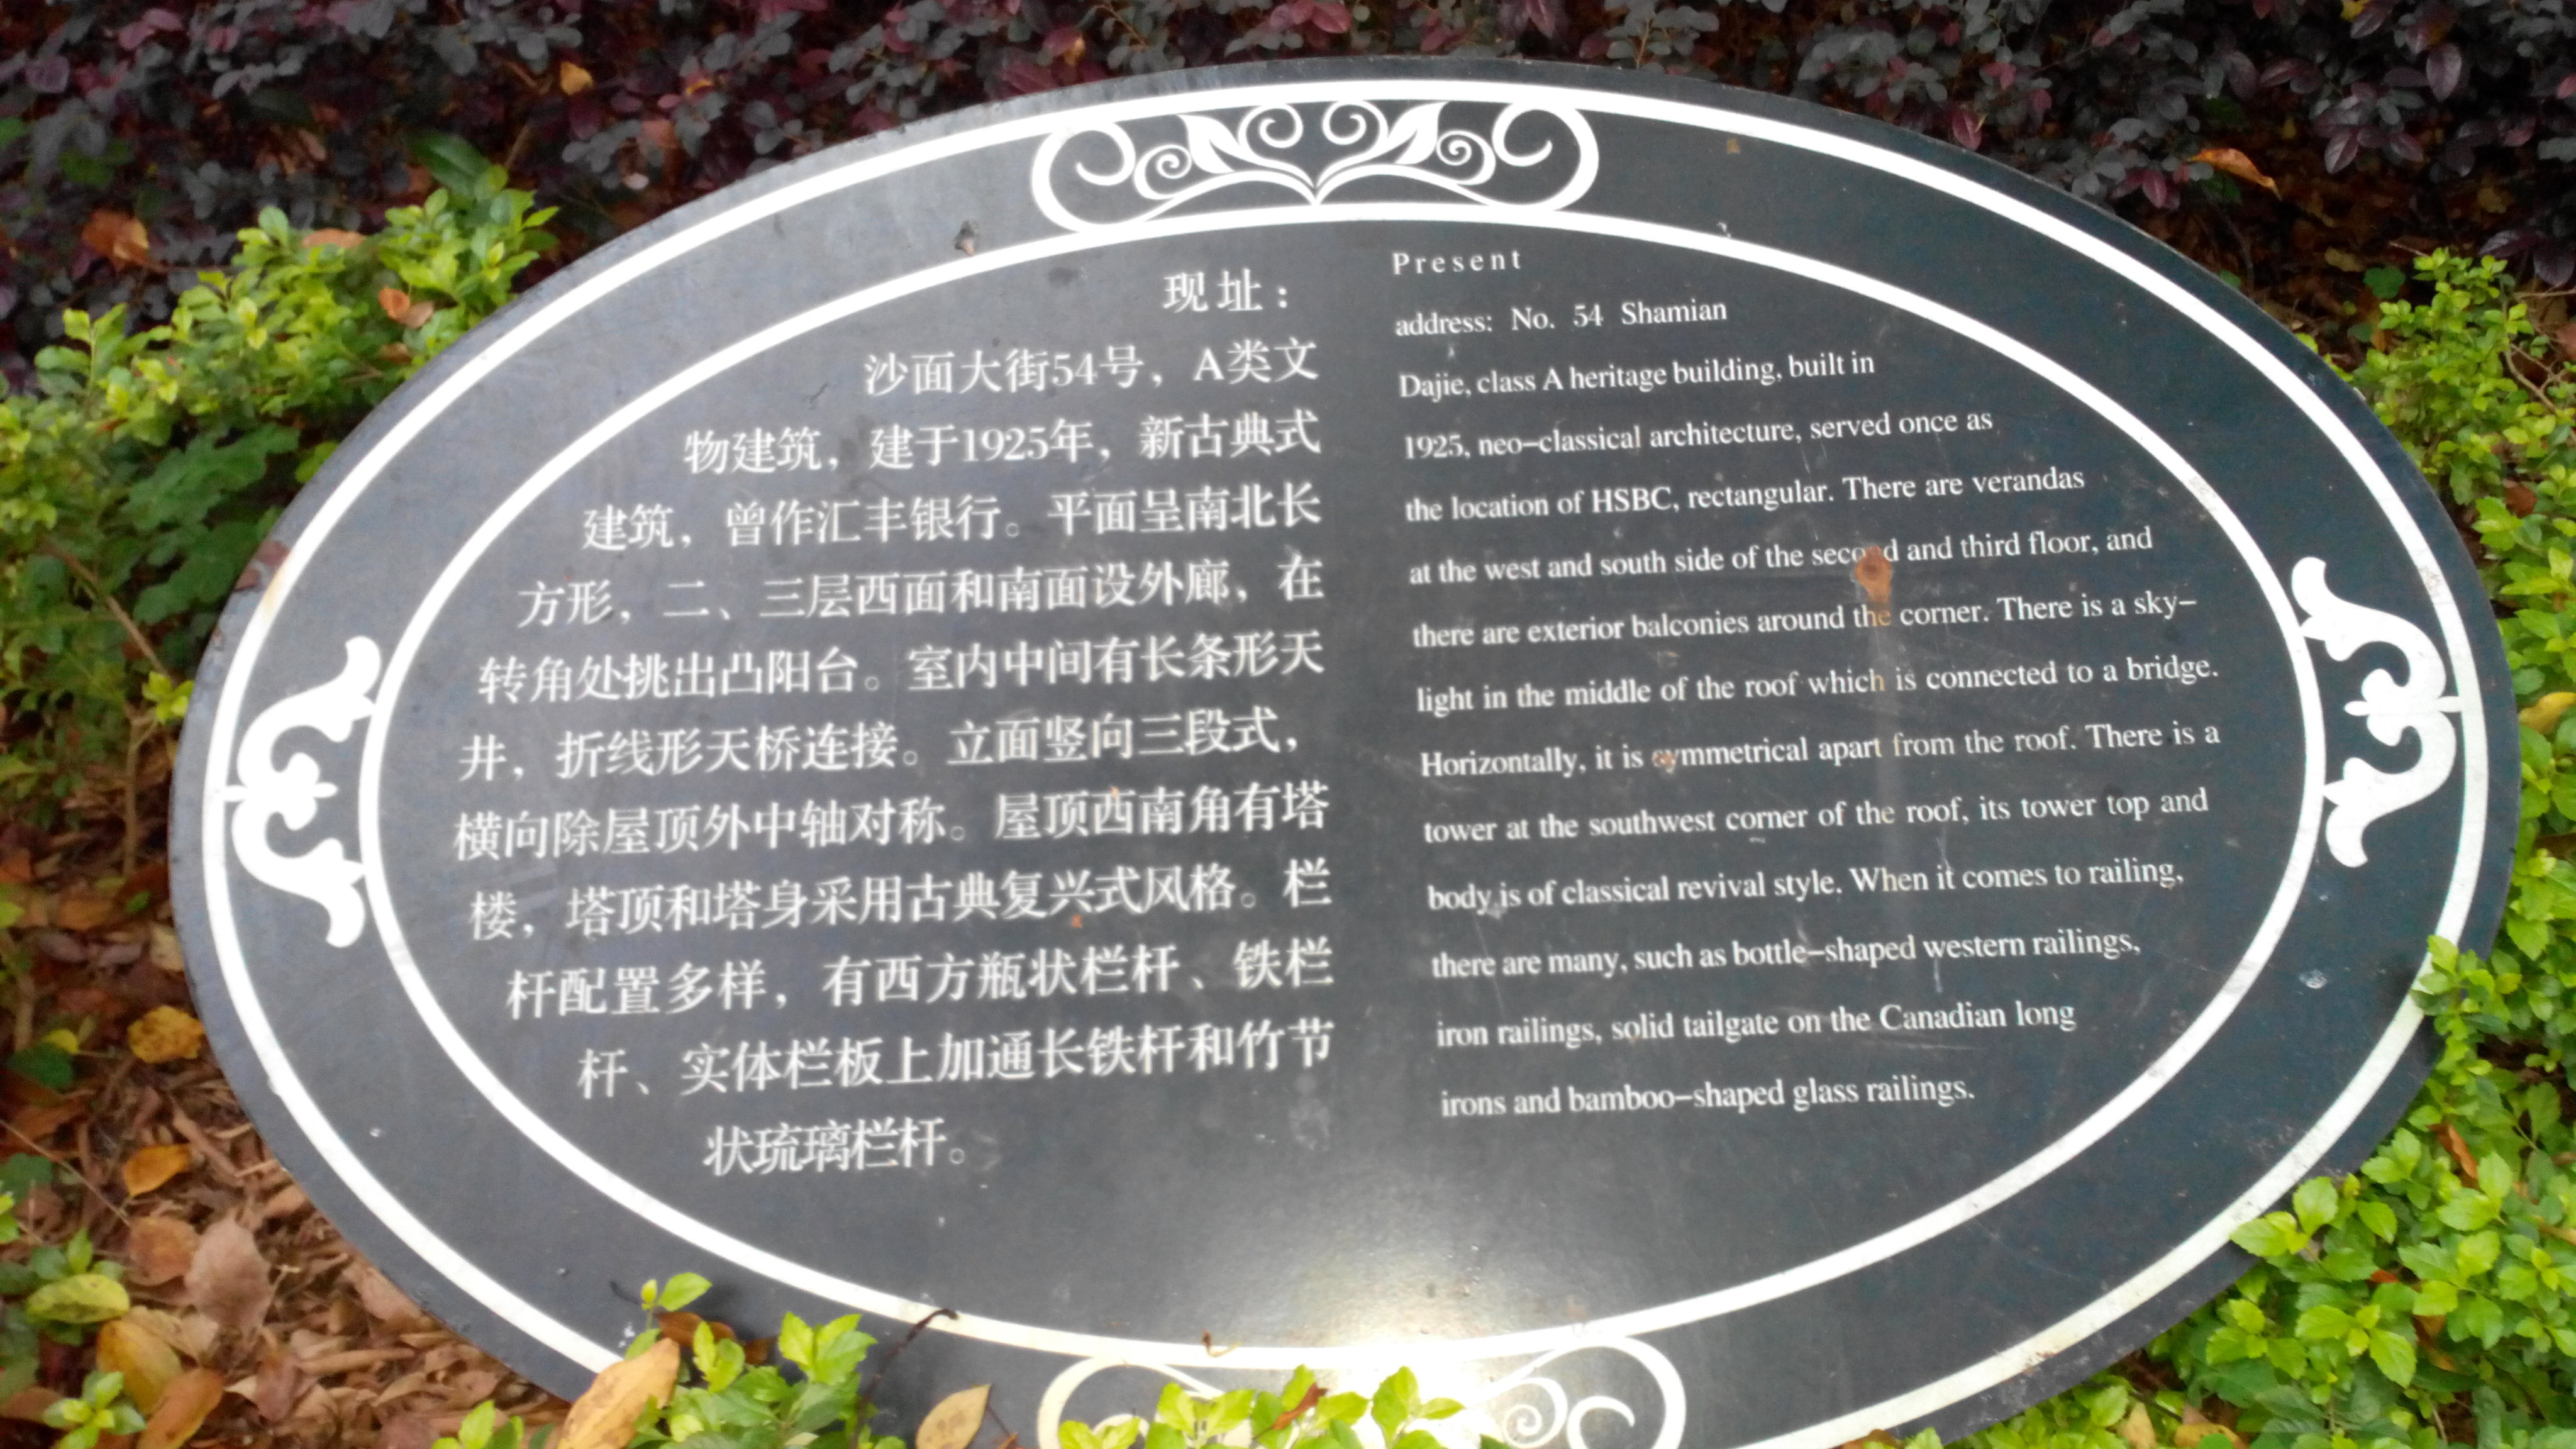 现址：
沙面大街54号，A类文
物建筑，建于1925年，新古典式
建筑，曾作汇丰银行。平面呈南北长
方形，二、三层西面和南面设外廊，在
转角处挑出凸阳台。室内中间有长条形天
井，折线形天桥连接。立面竖向三段式，
横向除屋顶外中轴对称。屋顶西南角有塔
楼，塔顶和塔身采用古典复兴式风格。栏
杆配置多样，有西方瓶状栏杆、铁栏
杆、实体栏板上加通长铁杆和竹节
状琉璃栏杆。
Present
address: No. 54 Shamian
Dajie, class A heritage building, built in
1925, neo-classical architecture, served once as
the location of HSBC, rectangular. There are verandas
at the west and south side of the second and third floor, and
there are exterior balconies around the corner. There is a sky-
light in the middle of the roof which is connected to a bridge.
Horizontally, it is symmetrical apart from the roof. There is a
tower at the southwest corner of the roof, its tower top and
body is of classical revival style. When it comes to railing,
there are many, such as bottle-shaped western railings,
iron railings, solid tailgate on the Canadian long
irons and bamboo-shaped glass railings.